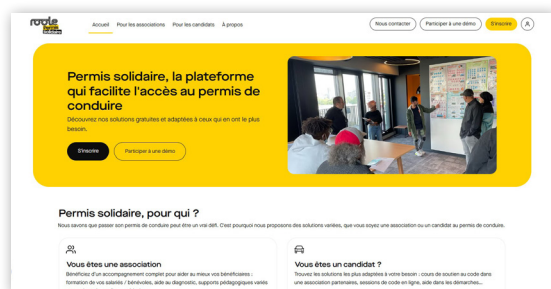 roole
Permis
Solidaire
Accueil Pour les associations Pour les candidats À propos
Nous contacter Participer à une démo S'inscrire
Permis solidaire, la plateforme
qui facilite l'accès au permis de
conduire
Découvrez nos solutions gratuites et adaptées à ceux qui en ont le plus
besoin.
S'inscrire Participer à une démo
Permis solidaire, pour qui ?
Nous savons que passer son permis de conduire peut être un vrai défi. C'est pourquoi nous proposons des solutions variées, que vous soyez une association ou un candidat au permis de conduire.
Vous êtes une association
Bénéficiez d'un accompagnement complet pour aider au mieux vos bénéficiaires :
formation de vos salariés / bénévoles, aide au diagnostic, supports pédagogiques variés
Vous êtes un candidat ?
Trouvez les solutions les plus adaptées à votre besoin : cours de soutien au code dans
une association partenaires, sessions de code en ligne, aide dans les démarches...